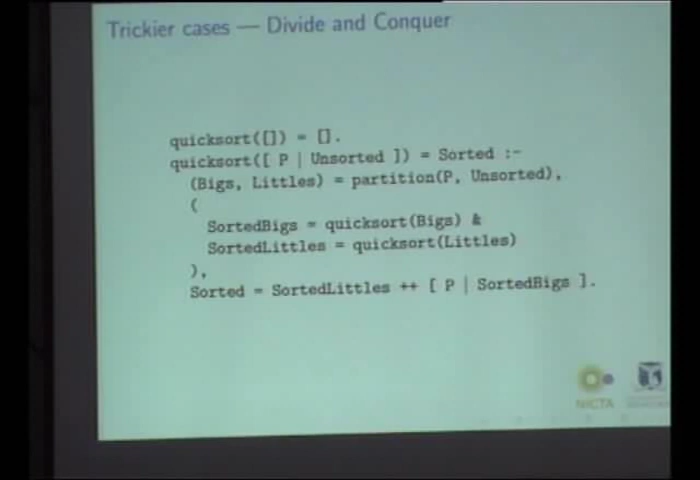 Trickier cases — Divide and Conquer
quicksort([]) = [].
quicksort([ P | Unsorted ]) = Sorted :-
(Bigs, Littles) = partition(P, Unsorted),
(
SortedBigs = quicksort(Bigs) &
SortedLittles = quicksort(Littles)
),
Sorted = SortedLittles ++ [ P | SortedBigs ].
NICTA